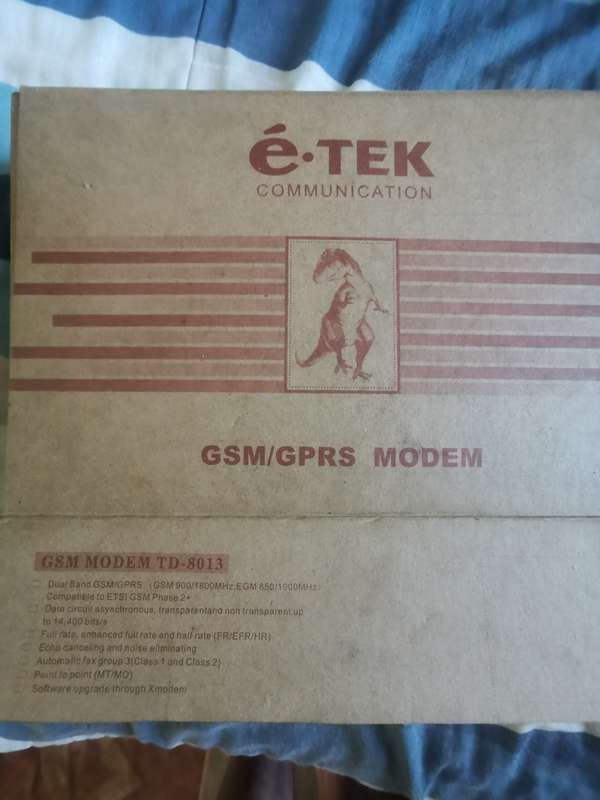 é·TEK
COMMUNICATION
GSM/GPRS MODEM
GSM MODEM TD-8013
Dual Band GSM/GPRS (GSM 900/1800MHz,EGM 850/1900MHz)
Compatible to ETSI GSM Phase 2+
Data circuit asynchronous, transparentand non transparent up
to 14,400 bits/s
Full rate, enhanced full rate and half rate (FR/EFR/HR)
Echo canceling and noise eliminating
Automatic fax group 3(Class 1 and Class 2)
Point to point (MT/MO)
Software upgrade through Xmodem